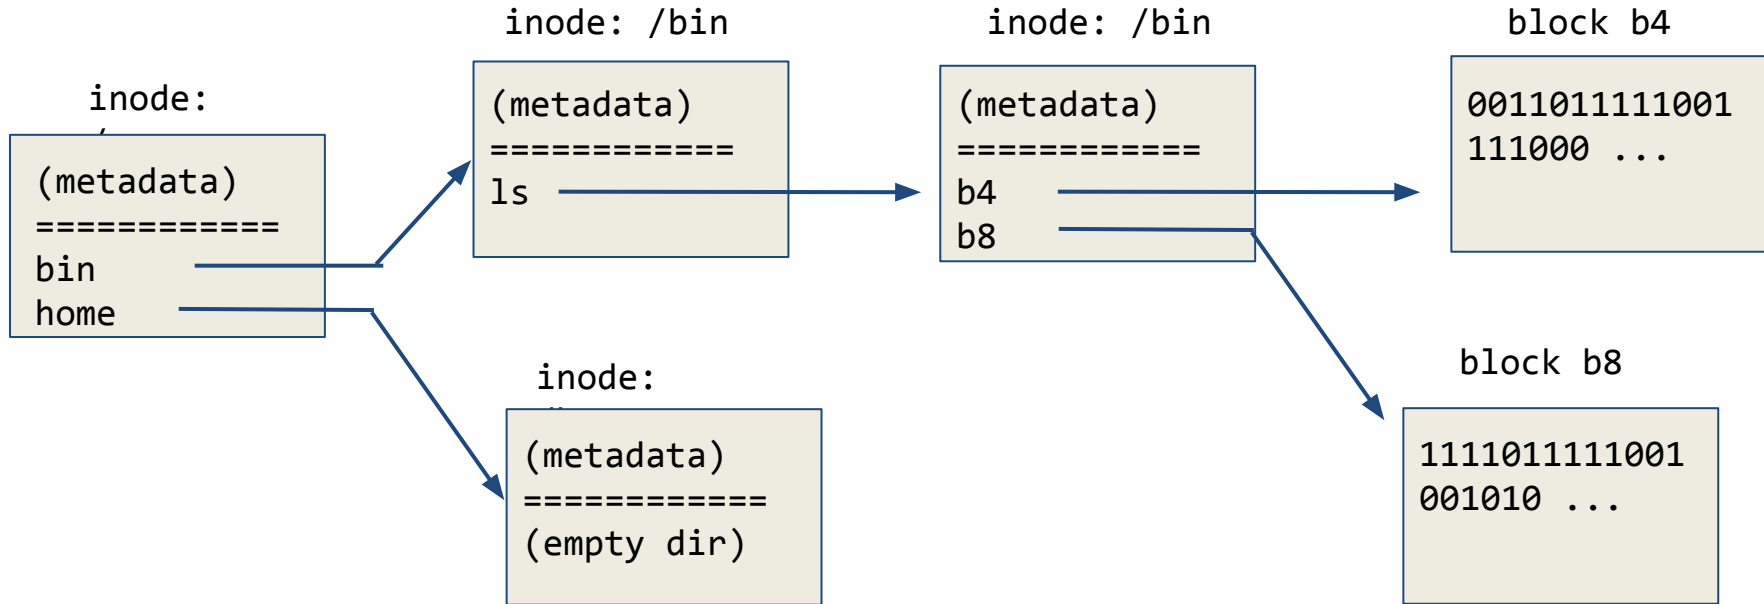 inode: /bin
inode: /bin
block b4
inode:
(metadata)
============
bin
home
(metadata)
============
ls
(metadata)
============
b4
b8
0011011111001
111000 ...
inode:
(metadata)
============
(empty dir)
block b8
1111011111001
001010 ...